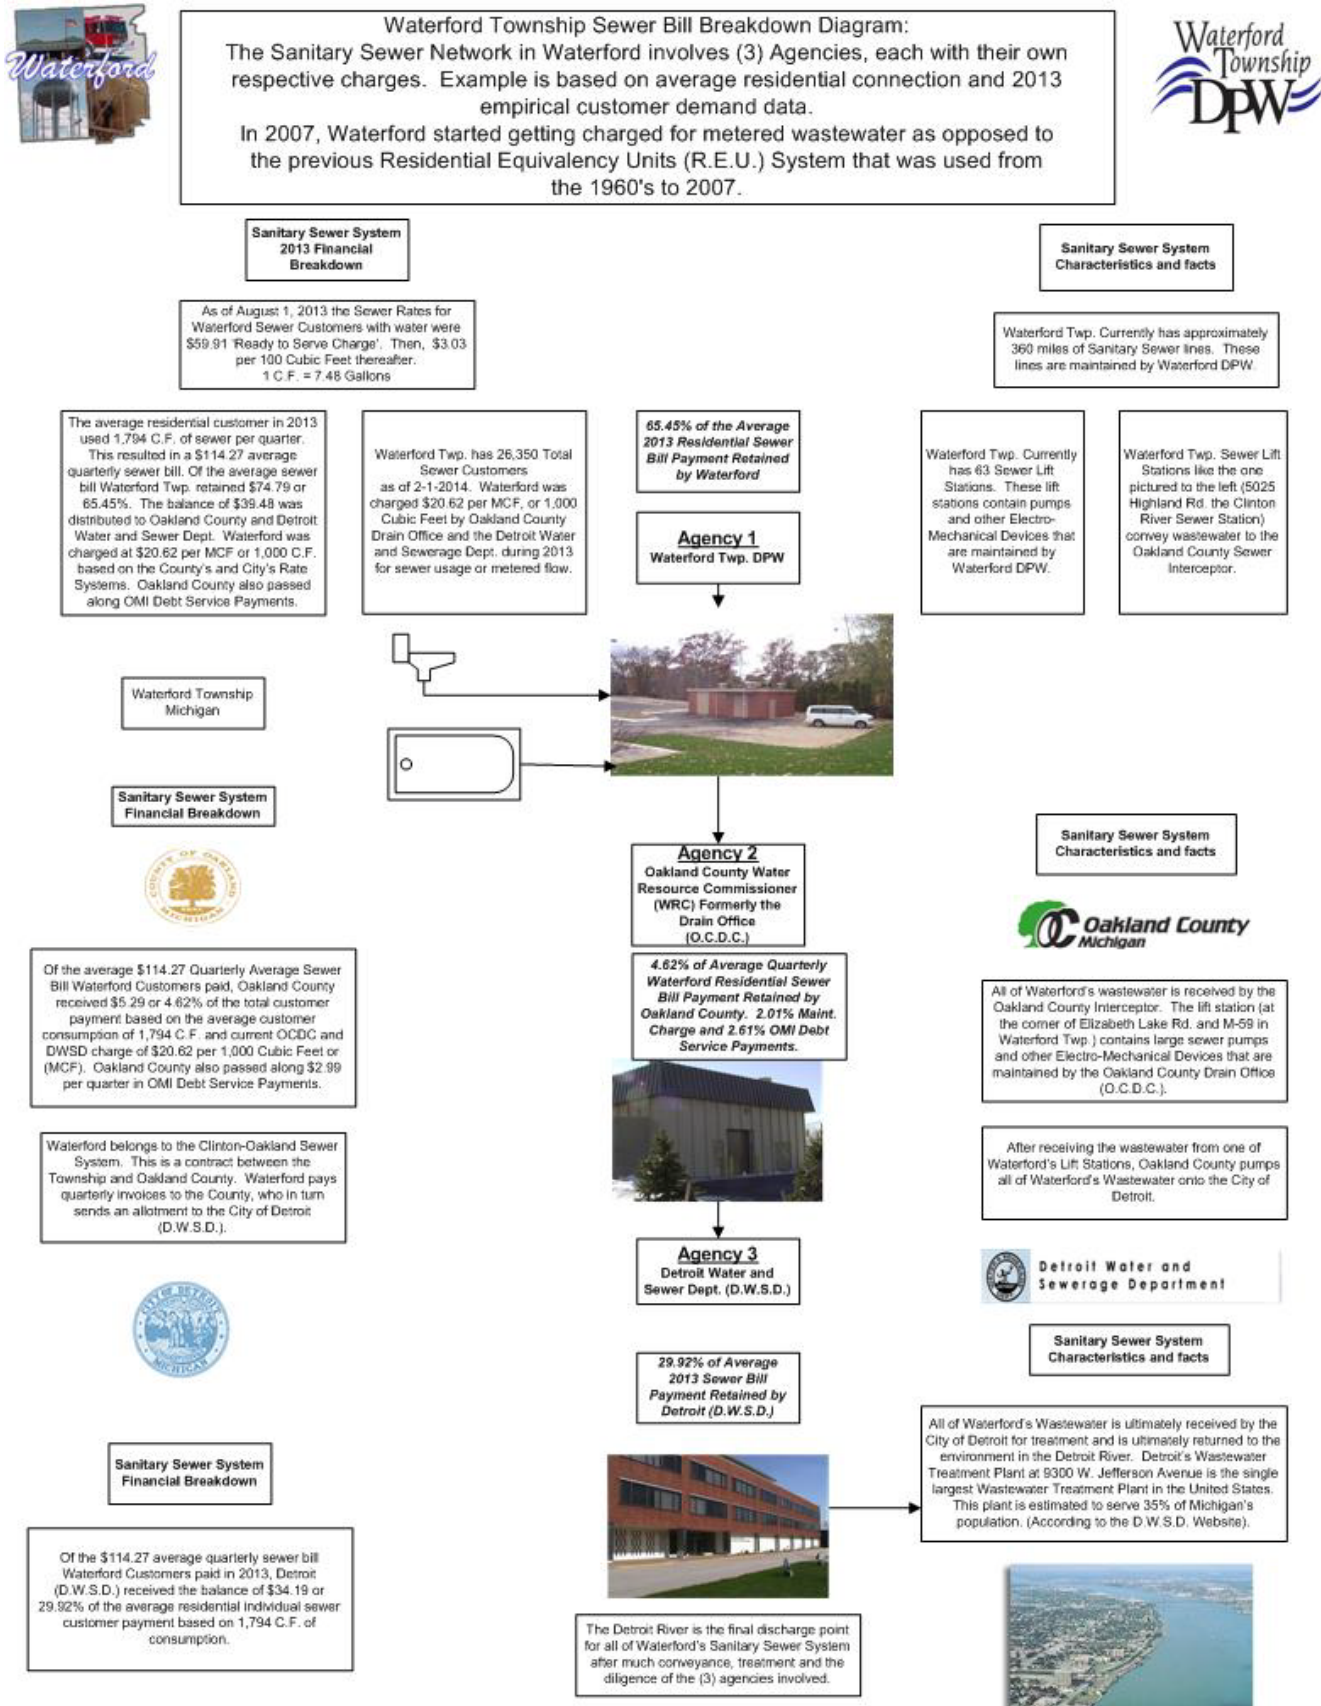 Waterford
Waterford Township Sewer Bill Breakdown Diagram:
The Sanitary Sewer Network in Waterford involves (3) Agencies, each with their own
respective charges. Example is based on average residential connection and 2013
empirical customer demand data.
In 2007, Waterford started getting charged for metered wastewater as opposed to
the previous Residential Equivalency Units (R.E.U.) System that was used from
the 1960's to 2007.
Waterford
Township
DPW
Sanitary Sewer System
2013 Financial
Breakdown
Sanitary Sewer System
Characteristics and facts
As of August 1, 2013 the Sewer Rates for
Waterford Sewer Customers with water were
$59.91 'Ready to Serve Charge'. Then, $3.03
per 100 Cubic Feet thereafter.
1 C.F. = 7.48 Gallons
Waterford Twp. Currently has approximately
360 miles of Sanitary Sewer lines. These
lines are maintained by Waterford DPW.
The average residential customer in 2013
used 1,794 C.F. of sewer per quarter.
This resulted in a $114.27 average
quarterly sewer bill. Of the average sewer
bill Waterford Twp. retained $74.79 or
65.45%. The balance of $39.48 was
distributed to Oakland County and Detroit
Water and Sewer Dept. Waterford was
charged at $20.62 per MCF or 1,000 C.F.
based on the County's and City's Rate
Systems. Oakland County also passed
along OMI Debt Service Payments.
Waterford Twp. has 26,350 Total
Sewer Customers
as of 2-1-2014. Waterford was
charged $20.62 per MCF, or 1,000
Cubic Feet by Oakland County
Drain Office and the Detroit Water
and Sewerage Dept. during 2013
for sewer usage or metered flow.
65.45% of the Average
2013 Residential Sewer
Bill Payment Retained
by Waterford
Agency 1
Waterford Twp. DPW
Waterford Twp. Currently
has 63 Sewer Lift
Stations. These lift
stations contain pumps
and other Electro-
Mechanical Devices that
are maintained by
Waterford DPW.
Waterford Twp. Sewer Lift
Stations like the one
pictured to the left (5025
Highland Rd. the Clinton
River Sewer Station)
convey wastewater to the
Oakland County Sewer
Interceptor.
Waterford Township
Michigan
Sanitary Sewer System
Financial Breakdown
COUNTY OF OAKLAND
MICHIGAN
Agency 2
Oakland County Water
Resource Commissioner
(WRC) Formerly the
Drain Office
(O.C.D.C.)
Sanitary Sewer System
Characteristics and facts
OC Oakland County
Michigan
Of the average $114.27 Quarterly Average Sewer
Bill Waterford Customers paid, Oakland County
received $5.29 or 4.62% of the total customer
payment based on the average customer
consumption of 1,794 C.F. and current OCDC and
DWSD charge of $20.62 per 1,000 Cubic Feet or
(MCF). Oakland County also passed along $2.99
per quarter in OMI Debt Service Payments.
4.62% of Average Quarterly
Waterford Residential Sewer
Bill Payment Retained by
Oakland County. 2.01% Maint.
Charge and 2.61% OMI Debt
Service Payments.
All of Waterford's wastewater is received by the
Oakland County Interceptor. The lift station (at
the corner of Elizabeth Lake Rd. and M-59 in
Waterford Twp.) contains large sewer pumps
and other Electro-Mechanical Devices that are
maintained by the Oakland County Drain Office
(O.C.D.C.).
Waterford belongs to the Clinton-Oakland Sewer
System. This is a contract between the
Township and Oakland County. Waterford pays
quarterly invoices to the County, who in turn
sends an allotment to the City of Detroit
(D.W.S.D.).
After receiving the wastewater from one of
Waterford's Lift Stations, Oakland County pumps
all of Waterford's Wastewater onto the City of
Detroit.
Agency 3
Detroit Water and
Sewer Dept. (D.W.S.D.)
Detroit Water and
Sewerage Department
CITY OF DETROIT
MICHIGAN
Sanitary Sewer System
Characteristics and facts
29.92% of Average
2013 Sewer Bill
Payment Retained by
Detroit (D.W.S.D.)
All of Waterford's Wastewater is ultimately received by the
City of Detroit for treatment and is ultimately returned to the
environment in the Detroit River. Detroit's Wastewater
Treatment Plant at 9300 W. Jefferson Avenue is the single
largest Wastewater Treatment Plant in the United States.
This plant is estimated to serve 35% of Michigan's
population. (According to the D.W.S.D. Website).
Sanitary Sewer System
Financial Breakdown
Of the $114.27 average quarterly sewer bill
Waterford Customers paid in 2013, Detroit
(D.W.S.D.) received the balance of $34.19 or
29.92% of the average residential individual sewer
customer payment based on 1,794 C.F. of
consumption.
The Detroit River is the final discharge point
for all of Waterford's Sanitary Sewer System
after much conveyance, treatment and the
diligence of the (3) agencies involved.